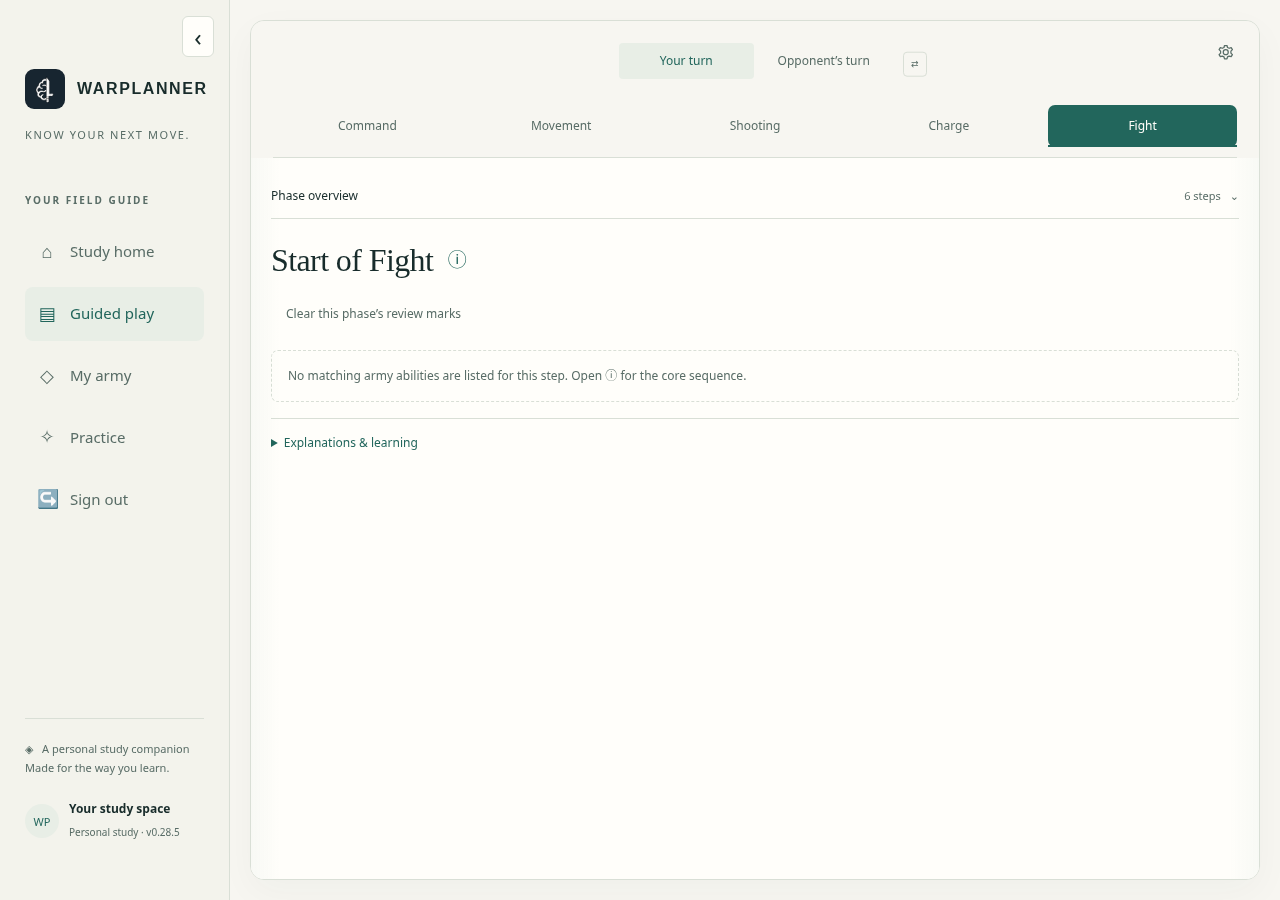 WARPLANNER
KNOW YOUR NEXT MOVE.
YOUR FIELD GUIDE
Study home
Guided play
My army
Practice
Sign out
A personal study companion
Made for the way you learn.
WP
Your study space
Personal study · v0.28.5
Your turn
Opponent’s turn
Command
Movement
Shooting
Charge
Fight
Phase overview
6 steps
Start of Fight ⓘ
Clear this phase’s review marks
No matching army abilities are listed for this step. Open ⓘ for the core sequence.
Explanations & learning